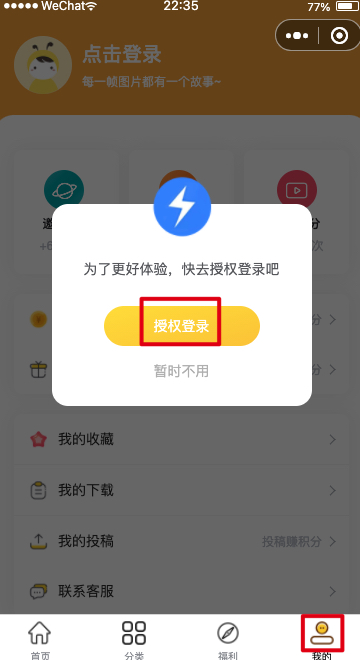 WeChat
22:35
77%
点击登录
每一帧图片都有一个故事~
分
+6
次
为了更好体验，快去授权登录吧
授权登录
分
暂时不用
分
我的收藏
我的下载
我的投稿
投稿赚积分
联系客服
首页
分类
福利
我的